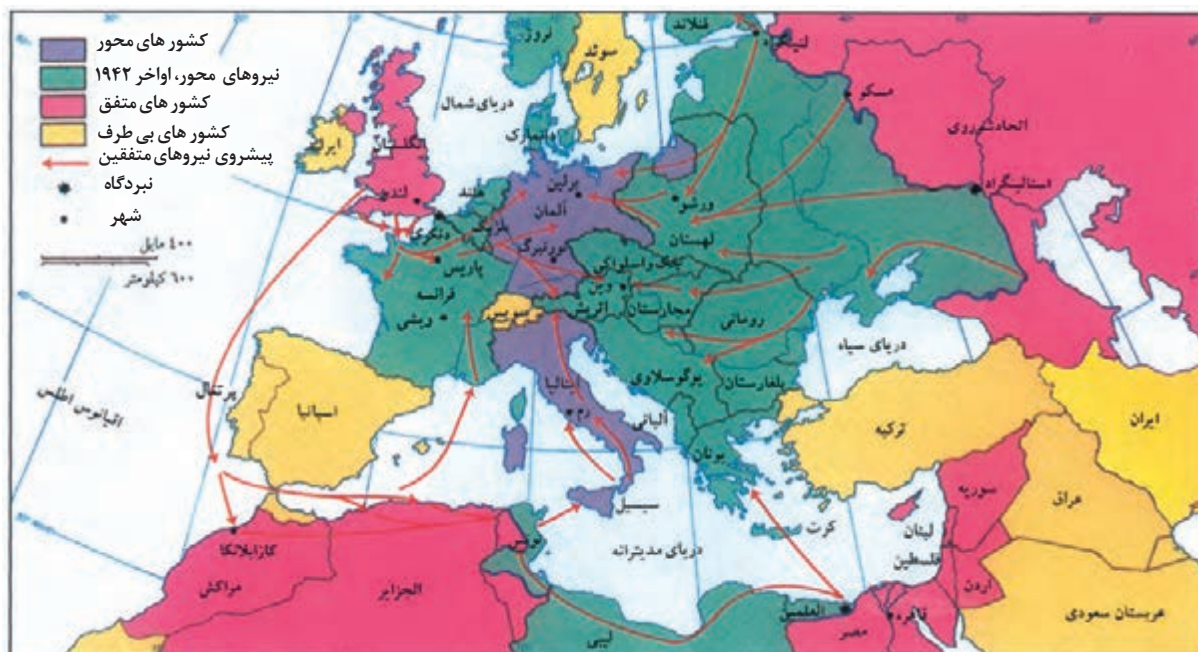 کشور های محور
نیروهای محور، اواخر ۱۹۴۲
کشور های متفق
کشور های بی طرف
پیشروی نیروهای متفقین
نبردگاه
شهر
۴۰۰ مایل
۶۰۰ کیلومتر
نروژ
سوئد
فنلاند
لنینگراد
مسکو
اتحاد شوروی
استالینگراد
دریای شمال
دانمارک
ایرلند
انگلستان
لندن
هلند
برلین
آلمان
ورشو
لهستان
دنکرک
بلژیک
نورنبرگ
پاریس
چک و اسلواکی
وین
فرانسه
سویس
اتریش
مجارستان
رومانی
ویشی
دریای سیاه
یوگوسلاوی
بلغارستان
ایتالیا
پرتغال
اسپانیا
اقیانوس اطلس
رم
آلبانی
ترکیه
ایران
یونان
سیسیل
کرت
سوریه
عراق
لبنان
فلسطین
کازابلانکا
تونس
دریای مدیترانه
مراکش
الجزایر
اردن
العلمین
قاهره
عربستان سعودی
لیبی
مصر